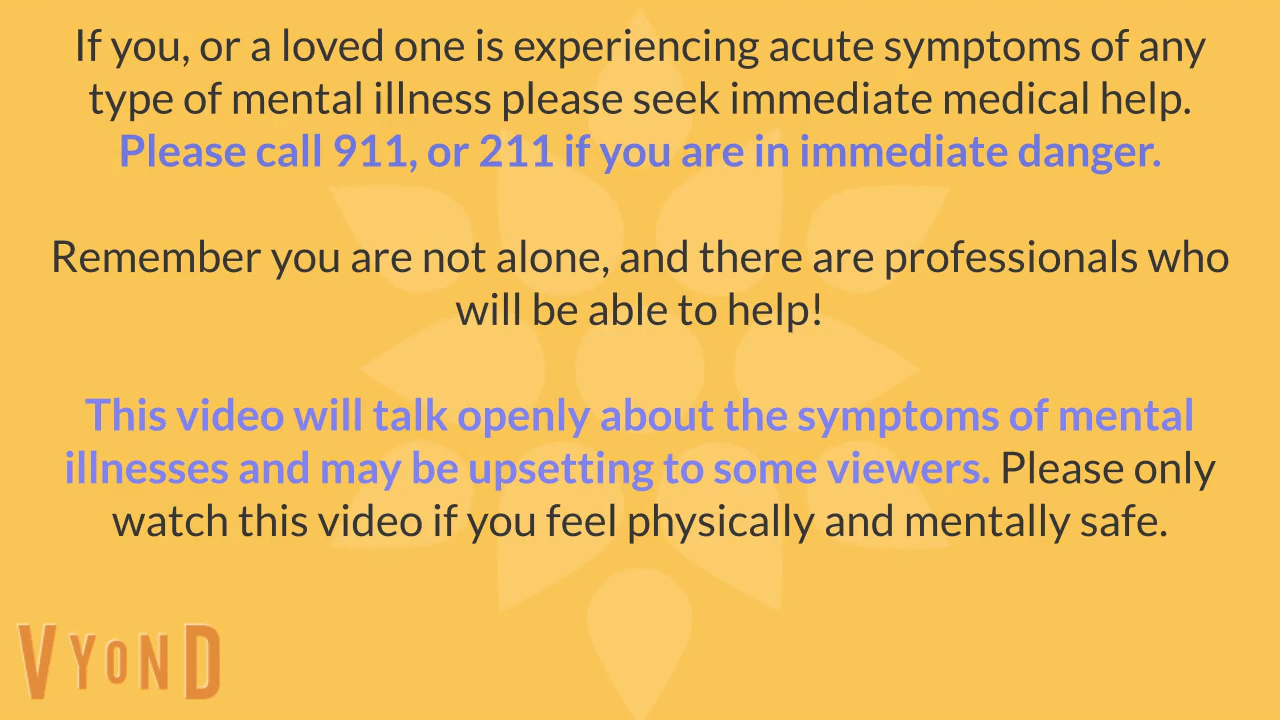 If you, or a loved one is experiencing acute symptoms of any
type of mental illness please seek immediate medical help.
Please call 911, or 211 if you are in immediate danger.
Remember you are not alone, and there are professionals who
will be able to help!
This video will talk openly about the symptoms of mental
illnesses and may be upsetting to some viewers. Please only
watch this video if you feel physically and mentally safe.
VYOND